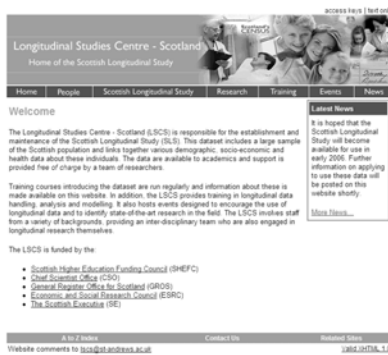 access keys | text only
Scotland's
CENSUS
Longitudinal Studies Centre - Scotland
Home of the Scottish Longitudinal Study
Home People Scottish Longitudinal Study Research Training Events News
Welcome
The Longitudinal Studies Centre - Scotland (LSCS) is responsible for the establishment and
maintenance of the Scottish Longitudinal Study (SLS). This dataset includes a large sample
of the Scottish population and links together various demographic, socio-economic and
health data about these individuals. The data are available to academics and support is
provided free of charge by a team of researchers.
Training courses introducing the dataset are run regularly and information about these is
made available on this website. In addition, the LSCS provides training in longitudinal data
handling, analysis and modelling. It also hosts events designed to encourage the use of
longitudinal data and to identify state-of-the-art research in the field. The LSCS involves staff
from a variety of backgrounds, providing an inter-disciplinary team who are also engaged in
longitudinal research themselves.
The LSCS is funded by the:
Scottish Higher Education Funding Council (SHEFC)
Chief Scientist Office (CSO)
General Register Office for Scotland (GROS)
Economic and Social Research Council (ESRC)
The Scottish Executive (SE)
Latest News
It is hoped that the
Scottish Longitudinal
Study will become
available for use in
early 2006. Further
information on applying
to use these data will
be posted on this
website shortly.
More News...
A to Z Index Contact Us Related Sites
Website comments to lscs@st-andrews.ac.uk Valid XHTML 1